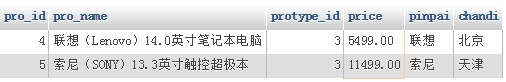 pro_id pro_name protype_id price pinpai chandi
4 联想（Lenovo）14.0英寸笔记本电脑 3 5499.00 联想 北京
5 索尼（SONY）13.3英寸触控超极本 3 11499.00 索尼 天津